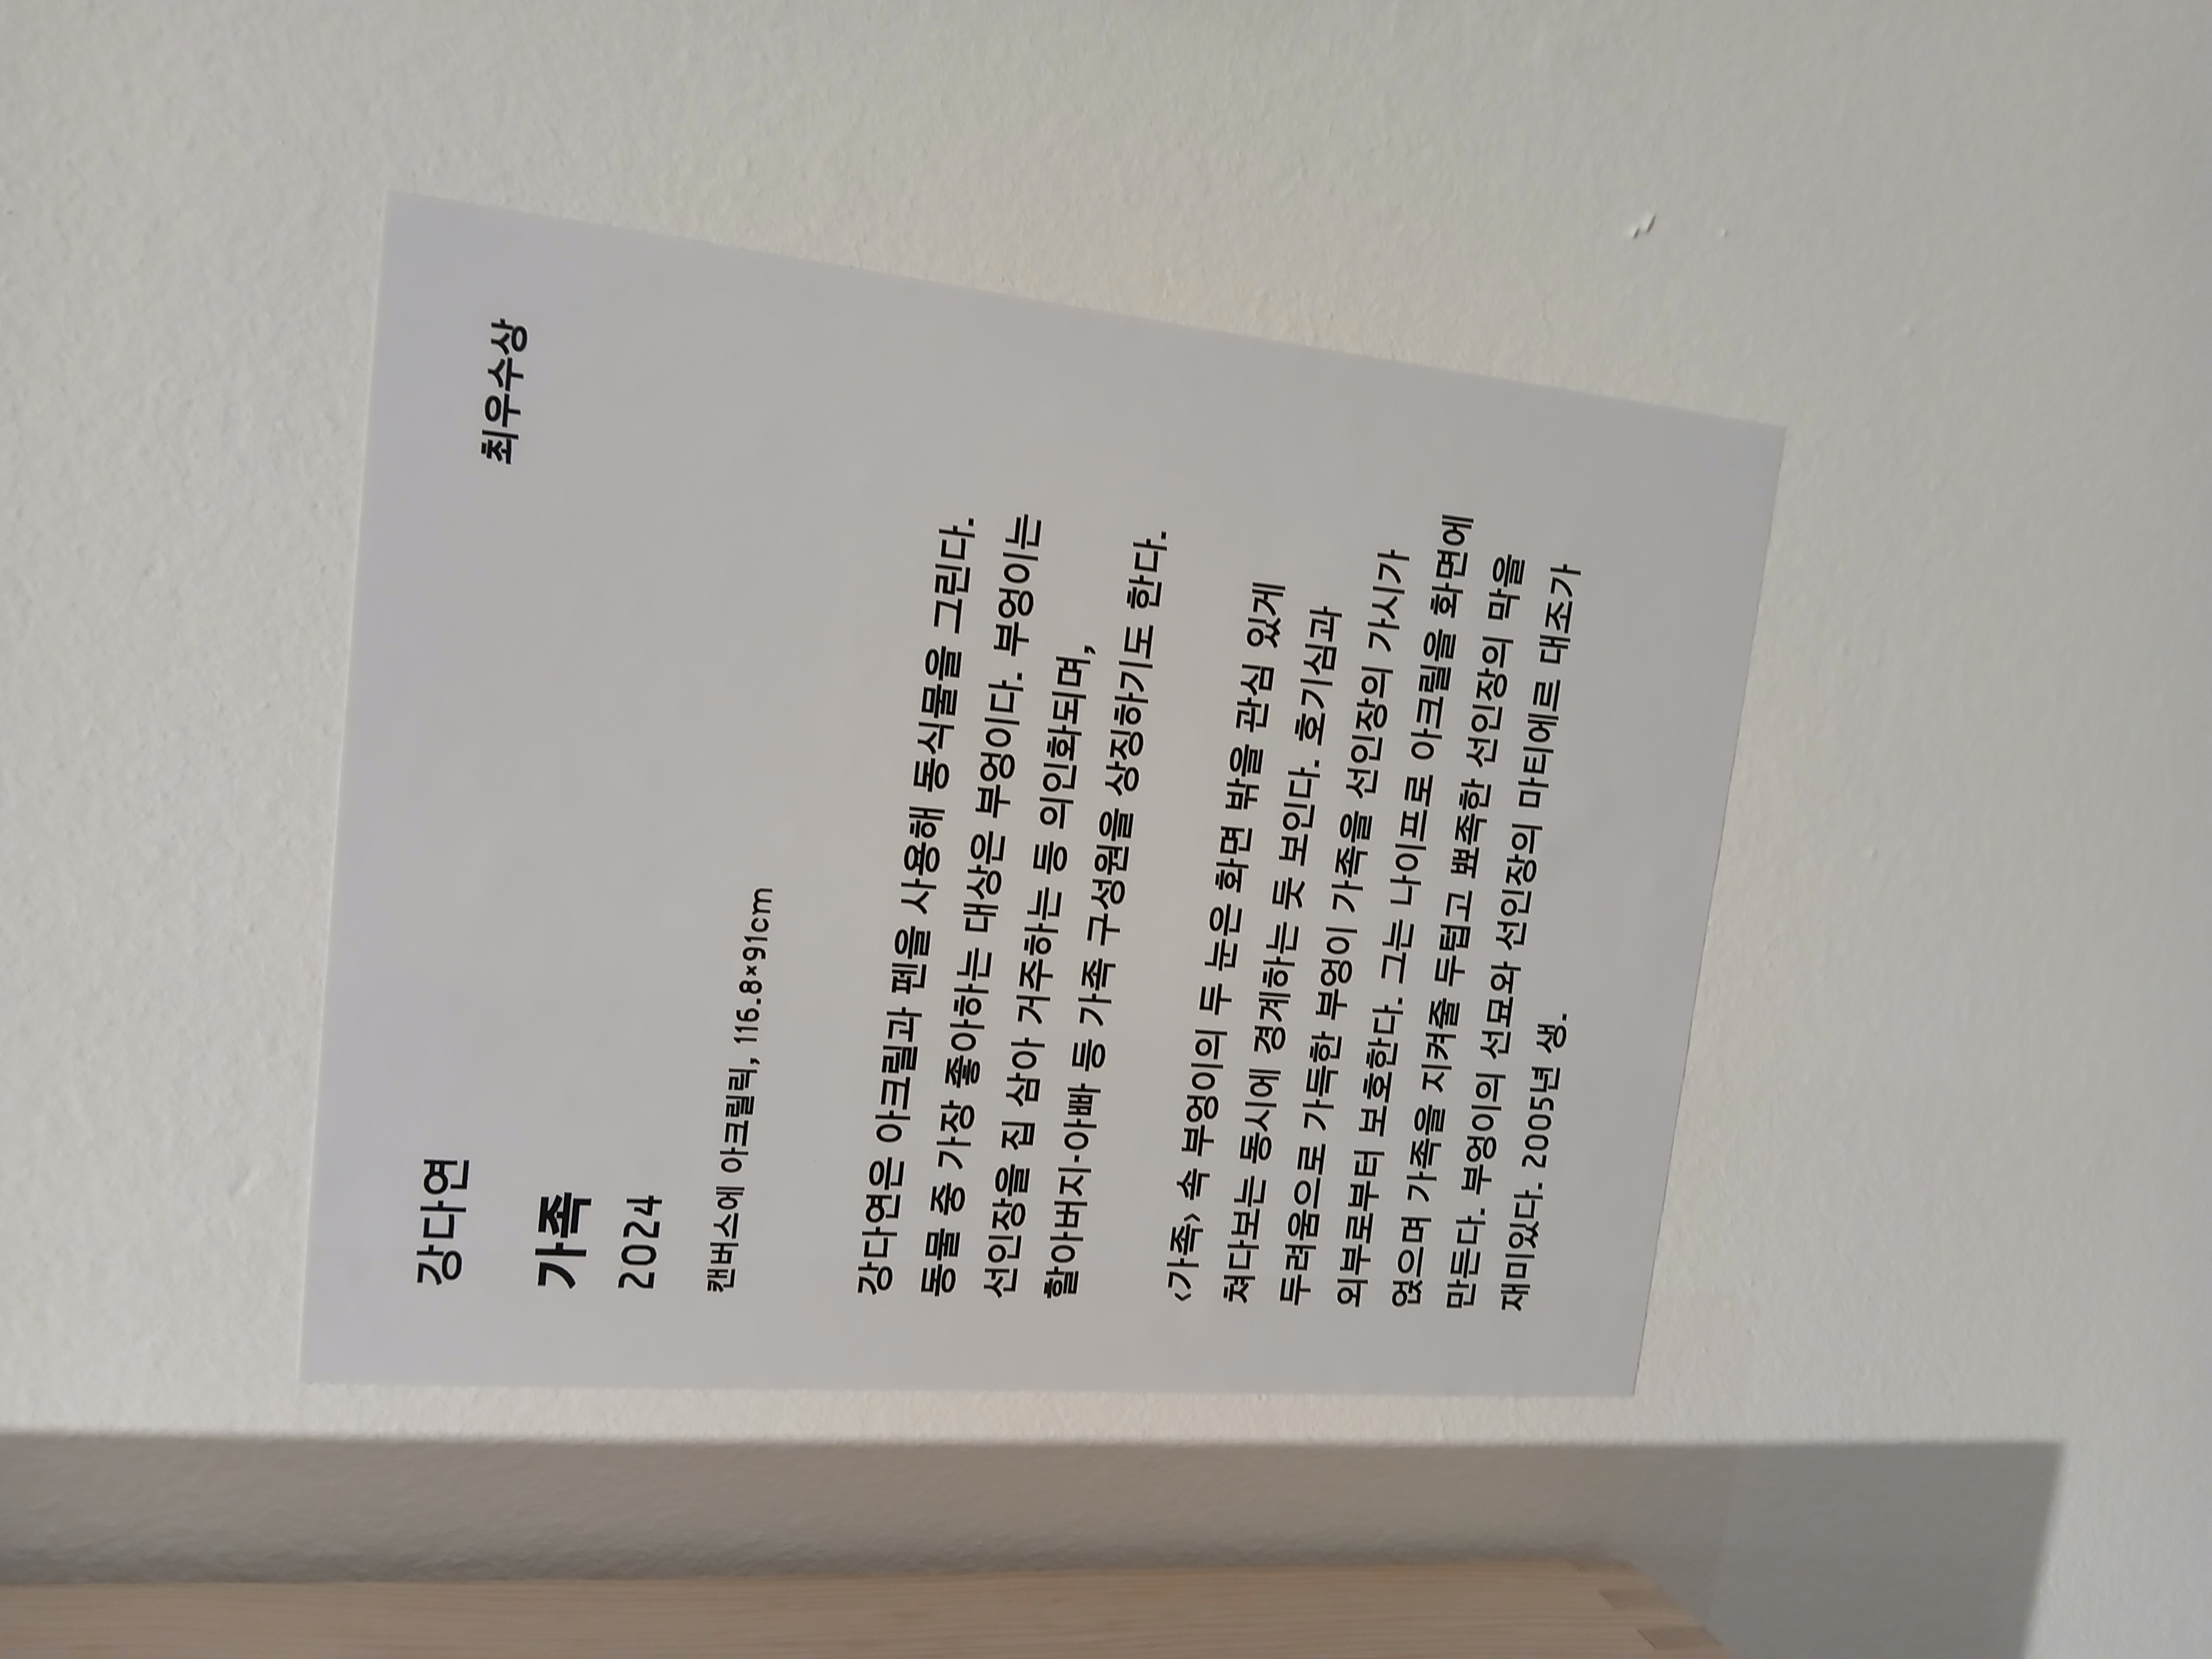 강다연
최우수상
가족
2024
캔버스에 아크릴릭, 116.8×91cm
강다연은 아크릴과 펜을 사용해 동식물을 그린다.
동물 중 가장 좋아하는 대상은 부엉이다. 부엉이는
선인장을 집 삼아 거주하는 등 의인화되며,
할아버지·아빠 등 가족 구성원을 상징하기도 한다.
〈가족〉 속 부엉이의 두 눈은 화면 밖을 관심 있게
쳐다보는 동시에 경계하는 듯 보인다. 호기심과
두려움으로 가득한 부엉이 가족을 선인장의 가시가
외부로부터 보호한다. 그는 나이프로 아크릴을 화면에
얹으며 가족을 지켜줄 두텁고 뾰족한 선인장의 막을
만든다. 부엉이의 선묘와 선인장의 마티에르 대조가
재미있다. 2005년 생.